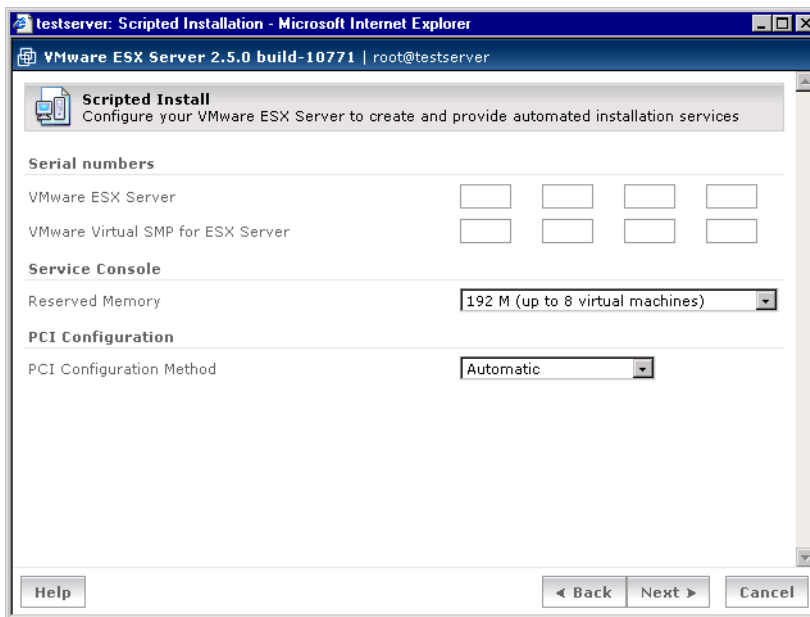 testserver: Scripted Installation - Microsoft Internet Explorer
VMware ESX Server 2.5.0 build-10771 | root@testserver
Scripted Install
Configure your VMware ESX Server to create and provide automated installation services
Serial numbers
VMware ESX Server
VMware Virtual SMP for ESX Server
Service Console
Reserved Memory
192 M (up to 8 virtual machines)
PCI Configuration
PCI Configuration Method
Automatic
Help
Back
Next
Cancel